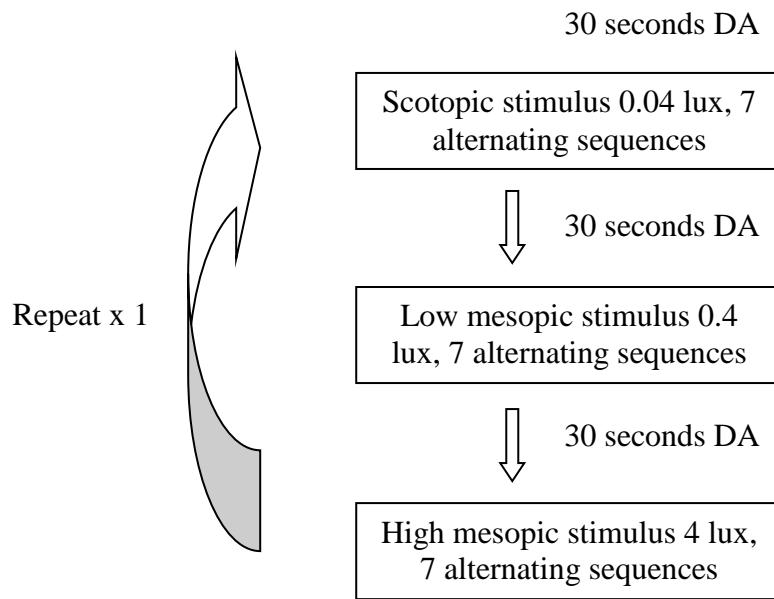 30 seconds DA
Scotopic stimulus 0.04 lux, 7
alternating sequences
30 seconds DA
Repeat x 1
Low mesopic stimulus 0.4
lux, 7 alternating sequences
30 seconds DA
High mesopic stimulus 4 lux,
7 alternating sequences